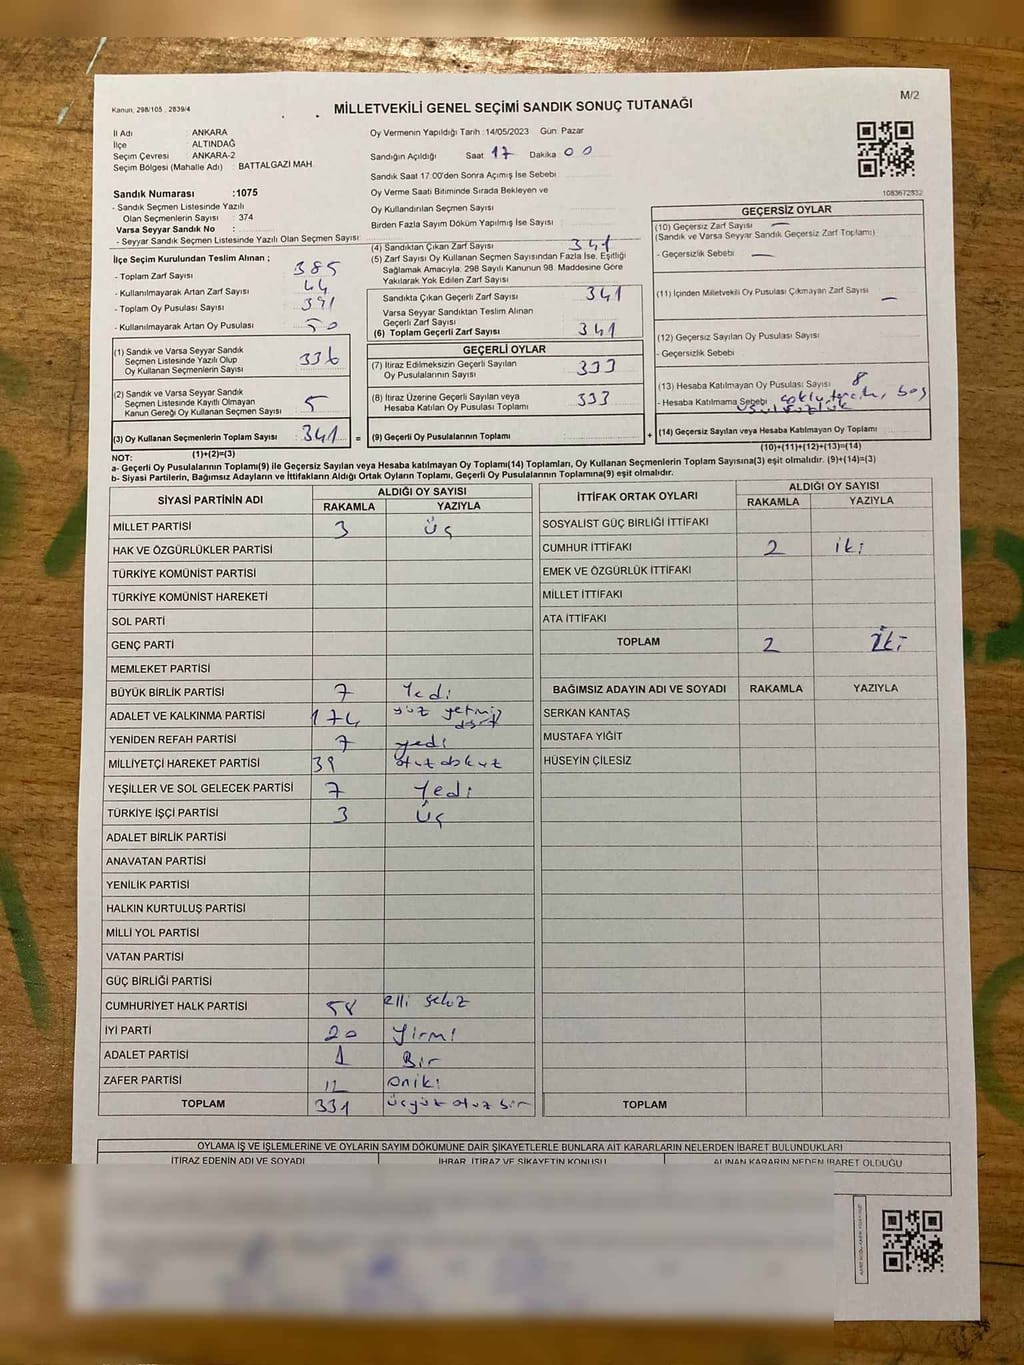 Kanun: 298/105 , 2839/4
MİLLETVEKİLİ GENEL SEÇİMİ SANDIK SONUÇ TUTANAĞI
M/2
İl Adı : ANKARA
İlçe : ALTINDAĞ
Seçim Çevresi : ANKARA-2
Seçim Bölgesi (Mahalle Adı) : BATTALGAZİ MAH.
Sandık Numarası :1075
- Sandık Seçmen Listesinde Yazılı
Olan Seçmenlerin Sayısı : 374
Varsa Seyyar Sandık No :
- Seyyar Sandık Seçmen Listesinde Yazılı Olan Seçmen Sayısı:
Oy Vermenin Yapıldığı Tarih :14/05/2023 Gün: Pazar
Sandığın Açıldığı Saat 17 Dakika 00
Sandık Saat 17:00'den Sonra Açımış İse Sebebi
Oy Verme Saati Bitiminde Sırada Bekleyen ve
Oy Kullandırılan Seçmen Sayısı
Birden Fazla Sayım Döküm Yapılmış İse Sayısı
1083672932
İlçe Seçim Kurulundan Teslim Alınan ;
- Toplam Zarf Sayısı : 385
- Kullanılmayarak Artan Zarf Sayısı : 44
- Toplam Oy Pusulası Sayısı : 391
- Kullanılmayarak Artan Oy Pusulası : 50
(1) Sandık ve Varsa Seyyar Sandık
Seçmen Listesinde Yazılı Olup
Oy Kullanan Seçmenlerin Sayısı 336
(2) Sandık ve Varsa Seyyar Sandık
Seçmen Listesinde Kayıtlı Olmayan
Kanun Gereği Oy Kullanan Seçmen Sayısı 5
(3) Oy Kullanan Seçmenlerin Toplam Sayısı 341 =
(1)+(2)=(3)
(4) Sandıktan Çıkan Zarf Sayısı 341
(5) Zarf Sayısı Oy Kullanan Seçmen Sayısından Fazla İse, Eşitliği
Sağlamak Amacıyla; 298 Sayılı Kanunun 98. Maddesine Göre
Yakılarak Yok Edilen Zarf Sayısı
Sandıkta Çıkan Geçerli Zarf Sayısı 341
Varsa Seyyar Sandıktan Teslim Alınan
Geçerli Zarf Sayısı
(6) Toplam Geçerli Zarf Sayısı 341
GEÇERLİ OYLAR
(7) İtiraz Edilmeksizin Geçerli Sayılan
Oy Pusulalarının Sayısı 333
(8) İtiraz Üzerine Geçerli Sayılan veya
Hesaba Katılan Oy Pusulaları Toplamı 333
(9) Geçerli Oy Pusulalarının Toplamı +
GEÇERSİZ OYLAR
(10) Geçersiz Zarf Sayısı —
(Sandık ve Varsa Seyyar Sandık Geçersiz Zarf Toplamı)
- Geçersizlik Sebebi: —
(11) İçinden Milletvekili Oy Pusulası Çıkmayan Zarf Sayısı —
(12) Geçersiz Sayılan Oy Pusulası Sayısı
- Geçersizlik Sebebi
(13) Hesaba Katılmayan Oy Pusulası Sayısı 8
- Hesaba Katılmama Sebebi boş
(14) Geçersiz Sayılan veya Hesaba Katılmayan Oy Toplamı
(10)+(11)+(12)+(13)=(14)
NOT:
a- Geçerli Oy Pusulalarının Toplamı(9) ile Geçersiz Sayılan veya Hesaba katılmayan Oy Toplamı(14) Toplamları, Oy Kullanan Seçmenlerin Toplam Sayısına(3) eşit olmalıdır. (9)+(14)=(3)
b- Siyasi Partilerin, Bağımsız Adayların ve İttifakların Aldığı Ortak Oyların Toplamı, Geçerli Oy Pusulalarının Toplamına(9) eşit olmalıdır.
SİYASİ PARTİNİN ADI ALDIĞI OY SAYISI
RAKAMLA YAZIYLA
MİLLET PARTİSİ 3 Üç
HAK VE ÖZGÜRLÜKLER PARTİSİ
TÜRKİYE KOMÜNİST PARTİSİ
TÜRKİYE KOMÜNİST HAREKETİ
SOL PARTİ
GENÇ PARTİ
MEMLEKET PARTİSİ
BÜYÜK BİRLİK PARTİSİ 7 Yedi
ADALET VE KALKINMA PARTİSİ 174 yüz yetmiş dört
YENİDEN REFAH PARTİSİ 7 yedi
MİLLİYETÇİ HAREKET PARTİSİ 39 otuz dokuz
YEŞİLLER VE SOL GELECEK PARTİSİ 7 Yedi
TÜRKİYE İŞÇİ PARTİSİ 3 Üç
ADALET BİRLİK PARTİSİ
ANAVATAN PARTİSİ
YENİLİK PARTİSİ
HALKIN KURTULUŞ PARTİSİ
MİLLİ YOL PARTİSİ
VATAN PARTİSİ
GÜÇ BİRLİĞİ PARTİSİ
CUMHURİYET HALK PARTİSİ 58 elli sekiz
İYİ PARTİ 20 Yirmi
ADALET PARTİSİ 1 Bir
ZAFER PARTİSİ 12 oniki
TOPLAM 331 üçyüz otuz bir
İTTİFAK ORTAK OYLARI ALDIĞI OY SAYISI
RAKAMLA YAZIYLA
SOSYALİST GÜÇ BİRLİĞİ İTTİFAKI
CUMHUR İTTİFAKI 2 iki
EMEK VE ÖZGÜRLÜK İTTİFAKI
MİLLET İTTİFAKI
ATA İTTİFAKI
TOPLAM 2 İki
BAĞIMSIZ ADAYIN ADI VE SOYADI RAKAMLA YAZIYLA
SERKAN KANTAŞ
MUSTAFA YİĞİT
HÜSEYİN ÇİLESİZ
TOPLAM
OYLAMA İŞ VE İŞLEMLERİNE VE OYLARIN SAYIM DÖKÜMÜNE DAİR ŞİKAYETLERLE BUNLARA AİT KARARLARIN NELERDEN İBARET BULUNDUKLARI
İTİRAZ EDENİN ADI VE SOYADI İHBAR, İTİRAZ VE ŞİKAYETİN KONUSU ALINAN KARARIN NEDEN İBARET OLDUĞU